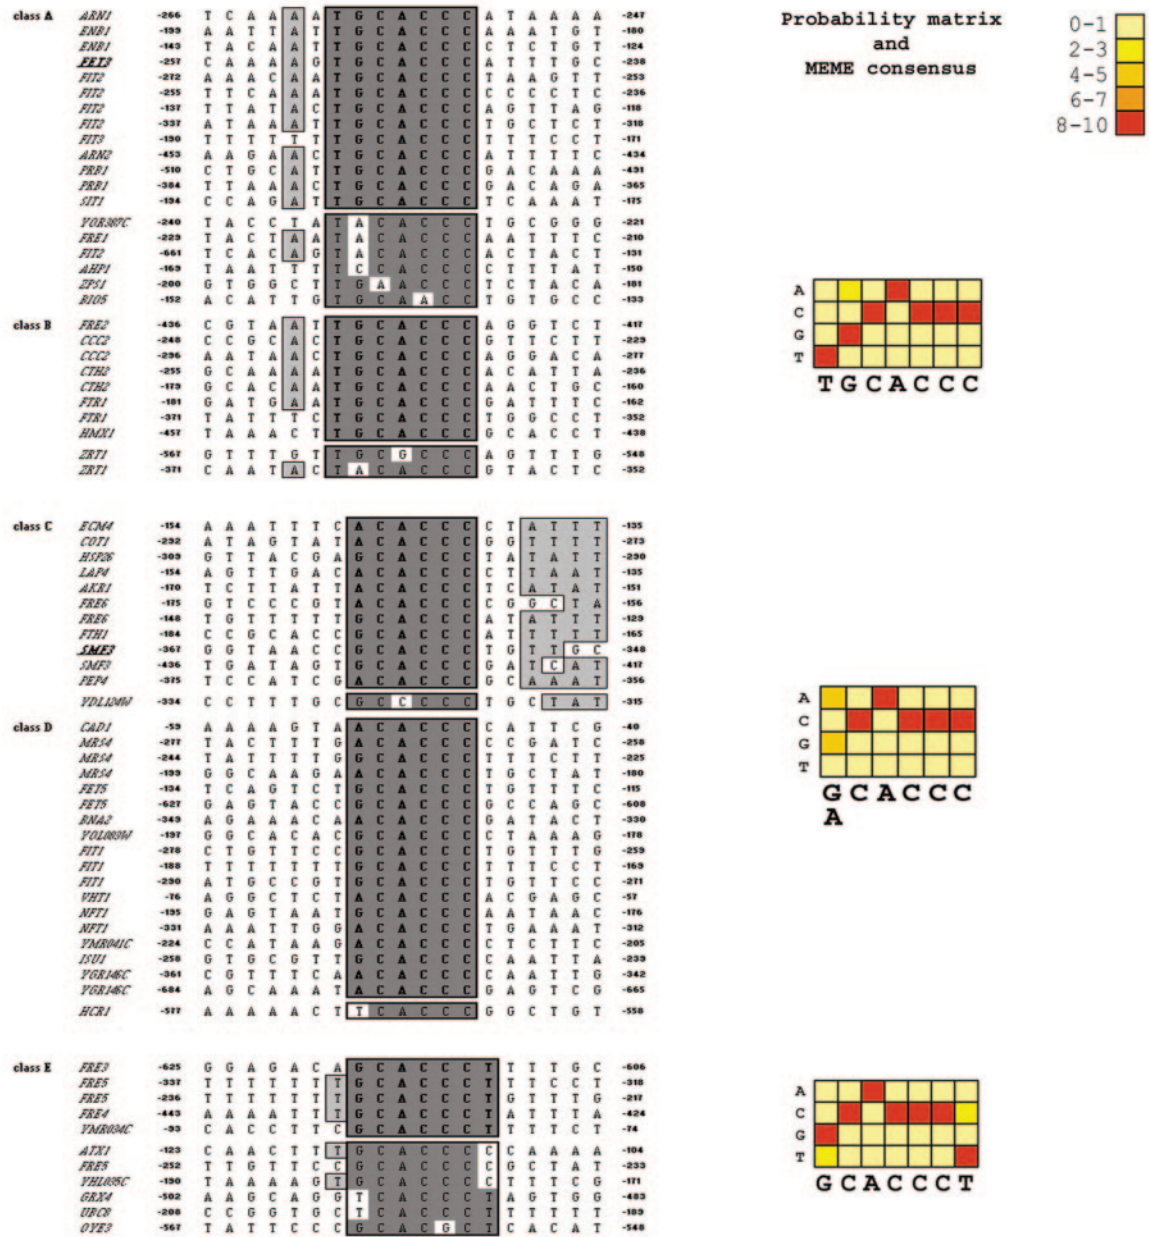 Probability matrix
and
MEME consensus
0-1
2-3
4-5
6-7
8-10
class A ARN1 -266 T C A A A A T G C A C C C A T A A A A -247
ENB1 -199 A A T T A T T G C A C C C A A A T G T -180
ENB1 -143 T A C A A T T G C A C C C C T C T G T -124
FET3 -257 C A A A A G T G C A C C C A T T T G C -238
FIT2 -272 A A A C A A T G C A C C C T A A G T T -253
FIT2 -255 T T C A A A T G C A C C C C C C C T C -236
FIT2 -137 T T A T A C T G C A C C C A G T T A G -118
FIT2 -337 A T A A A T T G C A C C C T G C T C T -318
FIT3 -190 T T T T T T T G C A C C C T T T C C T -171
ARN2 -453 A A G A A C T G C A C C C A T T T T C -434
PRB1 -510 C T G C A T T G C A C C C G A C A A A -491
PRB1 -384 T T A A A C T G C A C C C G A C A G A -365
SIT1 -194 C C A G A T T G C A C C C T C A A A T -175
YOR387C -240 T A C C T A T A C A C C C T G C G G G -221
FRE1 -229 T A C T A A T A C A C C C A A T T T C -210
FIT2 -661 T C A C A G T A C A C C C A C T A C T -131
AHP1 -169 T A A T T T T C C A C C C C T T T A T -150
ZPS1 -200 G T G G C T T G A A C C C T C T A C A -181
BIO5 -152 A C A T T G T G C A A C C T G T G C C -133
A
C
G
T
T G C A C C C
class B FRE2 -436 C G T A A T T G C A C C C A G G T C T -417
CCC2 -248 C C G C A C T G C A C C C G T T C T T -229
CCC2 -296 A A T A A C T G C A C C C A G G A C A -277
CTH2 -255 G C A A A A T G C A C C C A C A T T A -236
CTH2 -179 G C A C A A T G C A C C C A A C T G C -160
FTR1 -181 G A T G A A T G C A C C C G A T T T C -162
FTR1 -371 T A T T T C T G C A C C C T G G C C T -352
HMX1 -457 T A A A C T T G C A C C C G C A C C T -438
ZRT1 -567 G T T T G T T G C G C C C A G T T T G -548
ZRT1 -371 C A A T A C T A C A C C C G T A C T C -352
class C ECM4 -154 A A A T T T C A C A C C C C T A T T T -135
COT1 -292 A T A G T A T A C A C C C G G T T T T -273
HSP26 -309 G T T A C G A G C A C C C T A T A T T -290
LAP4 -154 A G T T G A C A C A C C C C T T A A T -135
AKR1 -170 T C T T A T T A C A C C C T C A T A T -151
FRE6 -175 G T C C C G T A C A C C C C G G C T A -156
FRE6 -148 T G T T T T T G C A C C C A T A T T T -129
FTH1 -184 C C G C A C C G C A C C C A T T T T T -165
SMF3 -367 G G T A A C C G C A C C C T G T T G C -348
SMF3 -436 T G A T A G T G C A C C C G A T C A T -417
PEP4 -375 T C C A T C G A C A C C C G C A A A T -356
YDL124W -334 C C T T T G C G C C C C C T G C T A T -315
A
C
G
T
G C A C C C
A
class D CAD1 -59 A A A A G T A A C A C C C C A T T C G -40
MRS4 -277 T A C T T T G A C A C C C C C G A T C -258
MRS4 -244 T A T T T T G G C A C C C T T T C T T -225
MRS4 -199 G G C A A G A A C A C C C T G C T A T -180
FET5 -134 T C A G T C T G C A C C C T G T T T C -115
FET5 -627 G A G T A C C G C A C C C G C C A G C -608
BNA2 -349 A G A A A C A A C A C C C G A T A C T -330
YOL083W -197 G G C A C A C G C A C C C C T A A A G -178
FIT1 -278 C T G T T C C G C A C C C T G T T T G -259
FIT1 -188 T T T T T T T G C A C C C T T T C C T -169
FIT1 -290 A T G C C G T G C A C C C T G T T C C -271
VHT1 -76 A G G C T C T A C A C C C A C G A G C -57
NFT1 -195 G A G T A A T G C A C C C A A T A A C -176
NFT1 -331 A A A T T G G A C A C C C T G A A A T -312
YMR041C -224 C C A T A A G A C A C C C C T C T T C -205
ISU1 -258 G T G C G T T G C A C C C C A A T T A -239
YGR146C -361 C G T T T C A A C A C C C C A A T T G -342
YGR146C -684 A G C A A A T A C A C C C G A G T C G -665
HCR1 -577 A A A A A C T T C A C C C G G C T G T -558
class E FRE3 -625 G G A G A C A G C A C C C T T T T G C -606
FRE5 -337 T T T T T T T G C A C C C T T T C C T -318
FRE5 -236 T T T T T T T G C A C C C T T G T T G -217
FRE4 -443 A A A A T T T G C A C C C T A T T T A -424
YMR034C -93 C A C C T T C G C A C C C T T T T C T -74
ATX1 -123 C A A C T T T G C A C C C C C A A A A -104
FRE5 -252 T T G T T C C G C A C C C C G C T A T -233
YHL035C -190 T A A A A G T G C A C C C C T T T C G -171
GRX4 -502 A A G C A G G T C A C C C T A G T G G -483
UBC8 -208 C C G G T G C T C A C C C T T T T T T -189
OYE3 -567 T A T T C C C G C A C G C T C A C A T -548
A
C
G
T
G C A C C C T